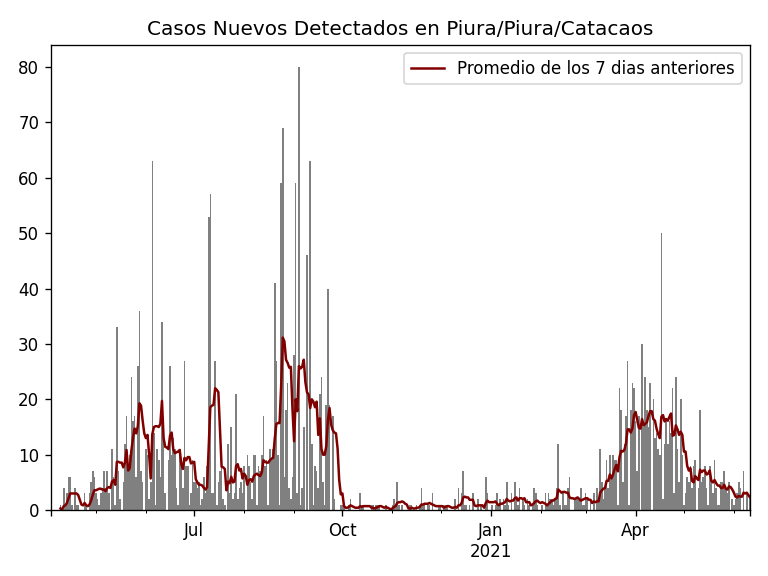 Casos Nuevos Detectados en Piura/Piura/Catacaos
Promedio de los 7 dias anteriores
80
70
60
50
40
30
20
10
0
Jul
Oct
Jan
2021
Apr